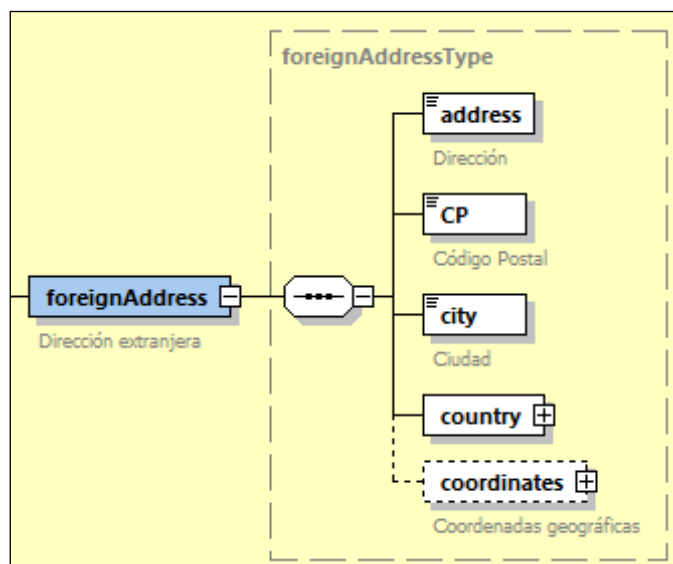 foreignAddressType
address
Dirección
CP
Código Postal
foreignAddress
Dirección extranjera
city
Ciudad
country
coordinates
Coordenadas geográficas